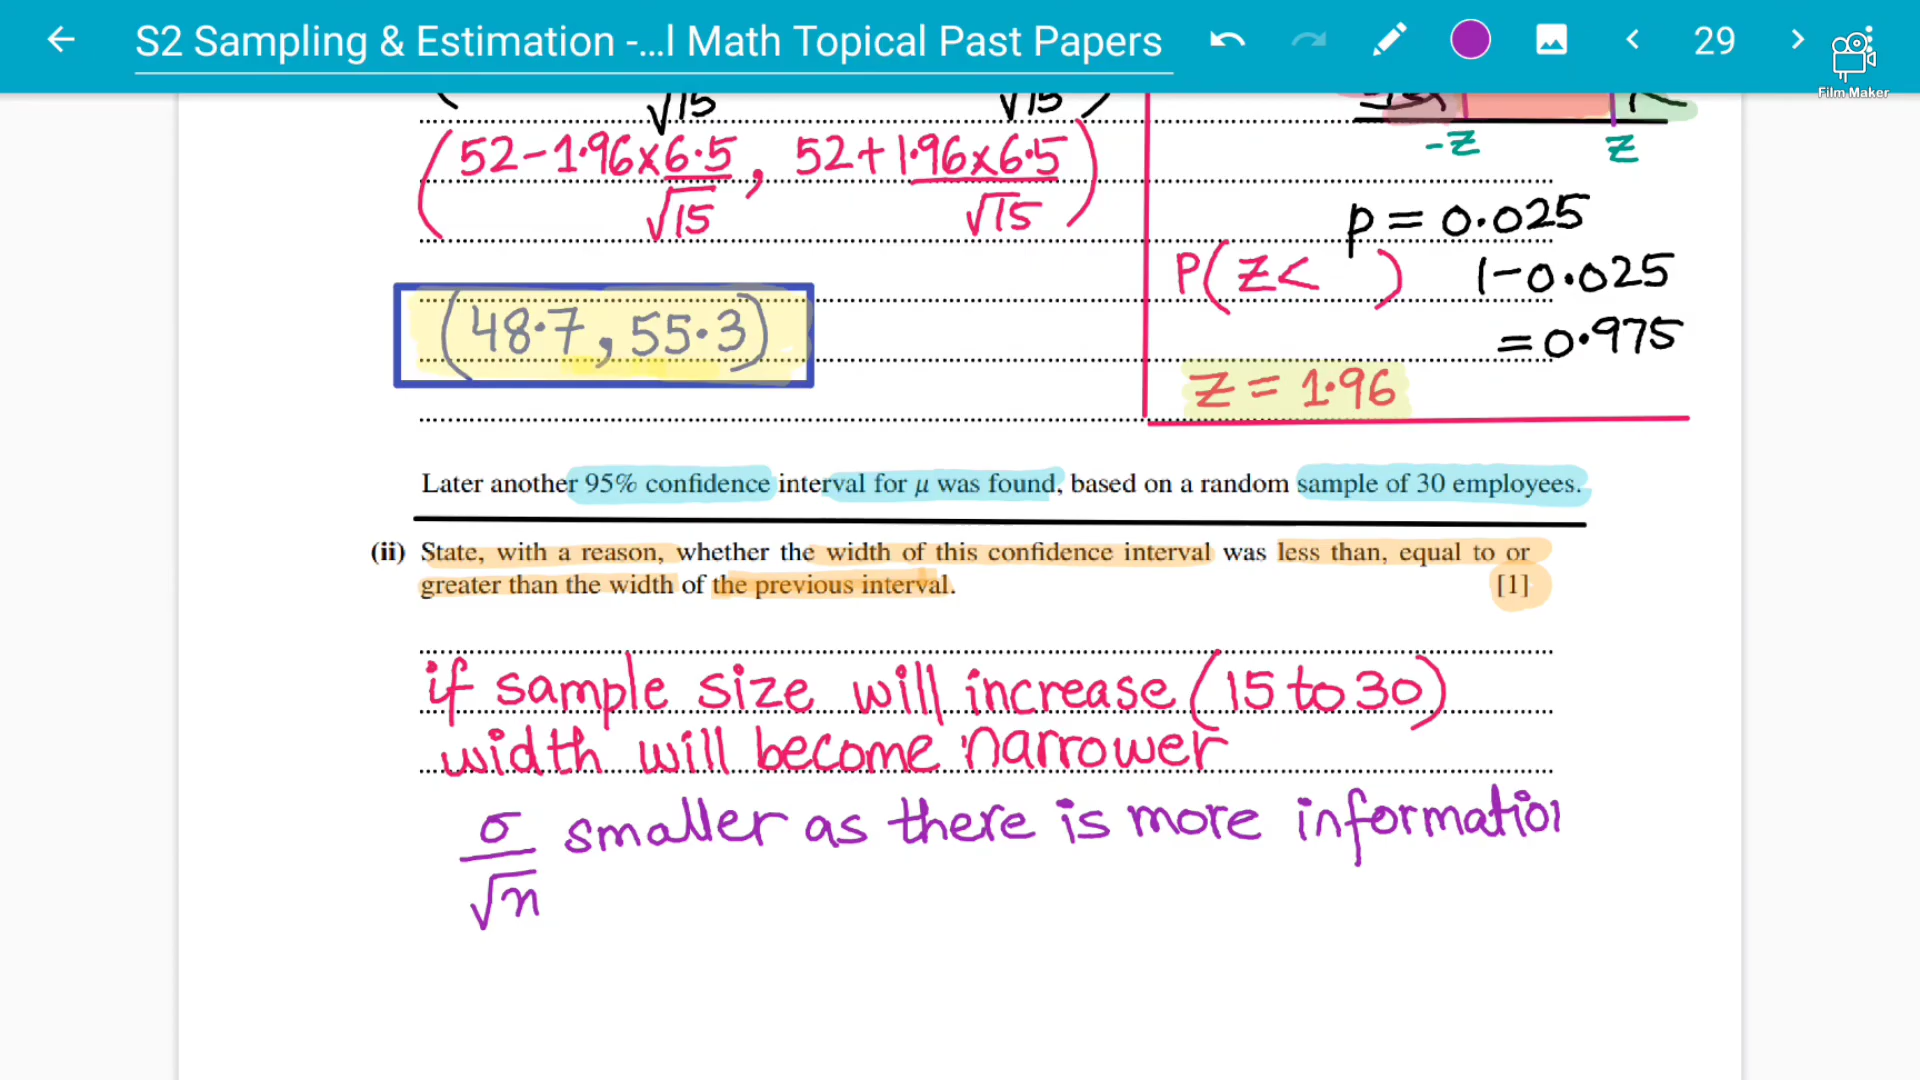 S2 Sampling & Estimation -...l Math Topical Past Papers 29
Film Maker
√15 √15
(52-1.96×6.5/√15, 52+1.96×6.5/√15)
(48.7, 55.3)
-z z
p = 0.025
P(Z< ) 1-0.025
= 0.975
Z = 1.96
Later another 95% confidence interval for μ was found, based on a random sample of 30 employees.
(ii) State, with a reason, whether the width of this confidence interval was less than, equal to or
greater than the width of the previous interval. [1]
if sample size will increase (15 to 30)
width will become narrower
σ/√n smaller as there is more information